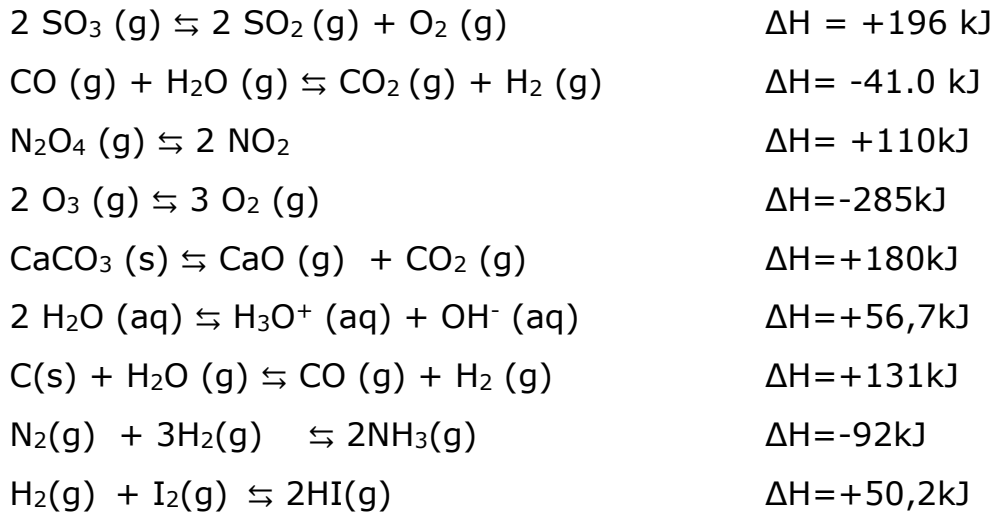 2 SO₃ (g) ⇆ 2 SO₂ (g) + O₂ (g) ΔH = +196 kJ
CO (g) + H₂O (g) ⇆ CO₂ (g) + H₂ (g) ΔH= -41.0 kJ
N₂O₄ (g) ⇆ 2 NO₂ ΔH= +110kJ
2 O₃ (g) ⇆ 3 O₂ (g) ΔH=-285kJ
CaCO₃ (s) ⇆ CaO (g) + CO₂ (g) ΔH=+180kJ
2 H₂O (aq) ⇆ H₃O⁺ (aq) + OH⁻ (aq) ΔH=+56,7kJ
C(s) + H₂O (g) ⇆ CO (g) + H₂ (g) ΔH=+131kJ
N₂(g) + 3H₂(g) ⇆ 2NH₃(g) ΔH=-92kJ
H₂(g) + I₂(g) ⇆ 2HI(g) ΔH=+50,2kJ